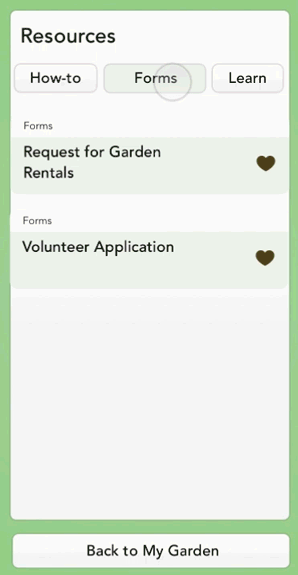 Resources
How-to Forms Learn
Forms
Request for Garden
Rentals
Forms
Volunteer Application
Back to My Garden